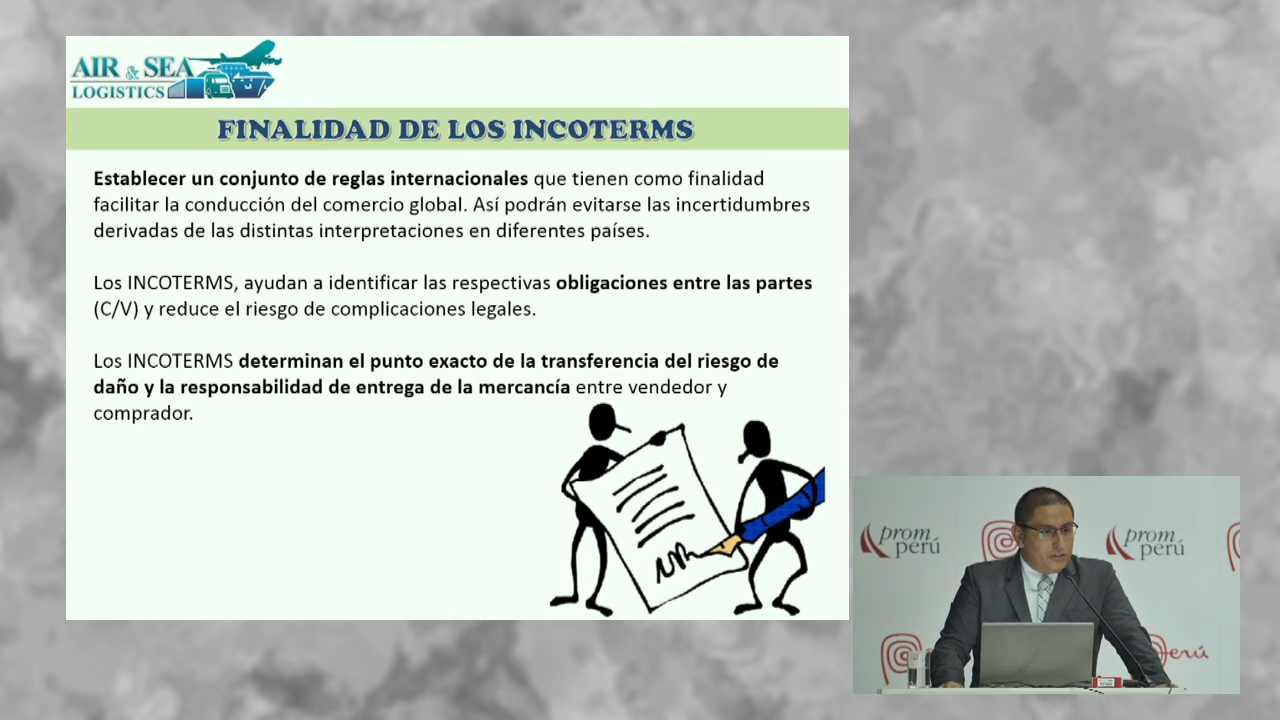 AIR & SEA
LOGISTICS
FINALIDAD DE LOS INCOTERMS
Establecer un conjunto de reglas internacionales que tienen como finalidad
facilitar la conducción del comercio global. Así podrán evitarse las incertidumbres
derivadas de las distintas interpretaciones en diferentes países.
Los INCOTERMS, ayudan a identificar las respectivas obligaciones entre las partes
(C/V) y reduce el riesgo de complicaciones legales.
Los INCOTERMS determinan el punto exacto de la transferencia del riesgo de
daño y la responsabilidad de entrega de la mercancía entre vendedor y
comprador.
prom
perú
prom
perú
Perú